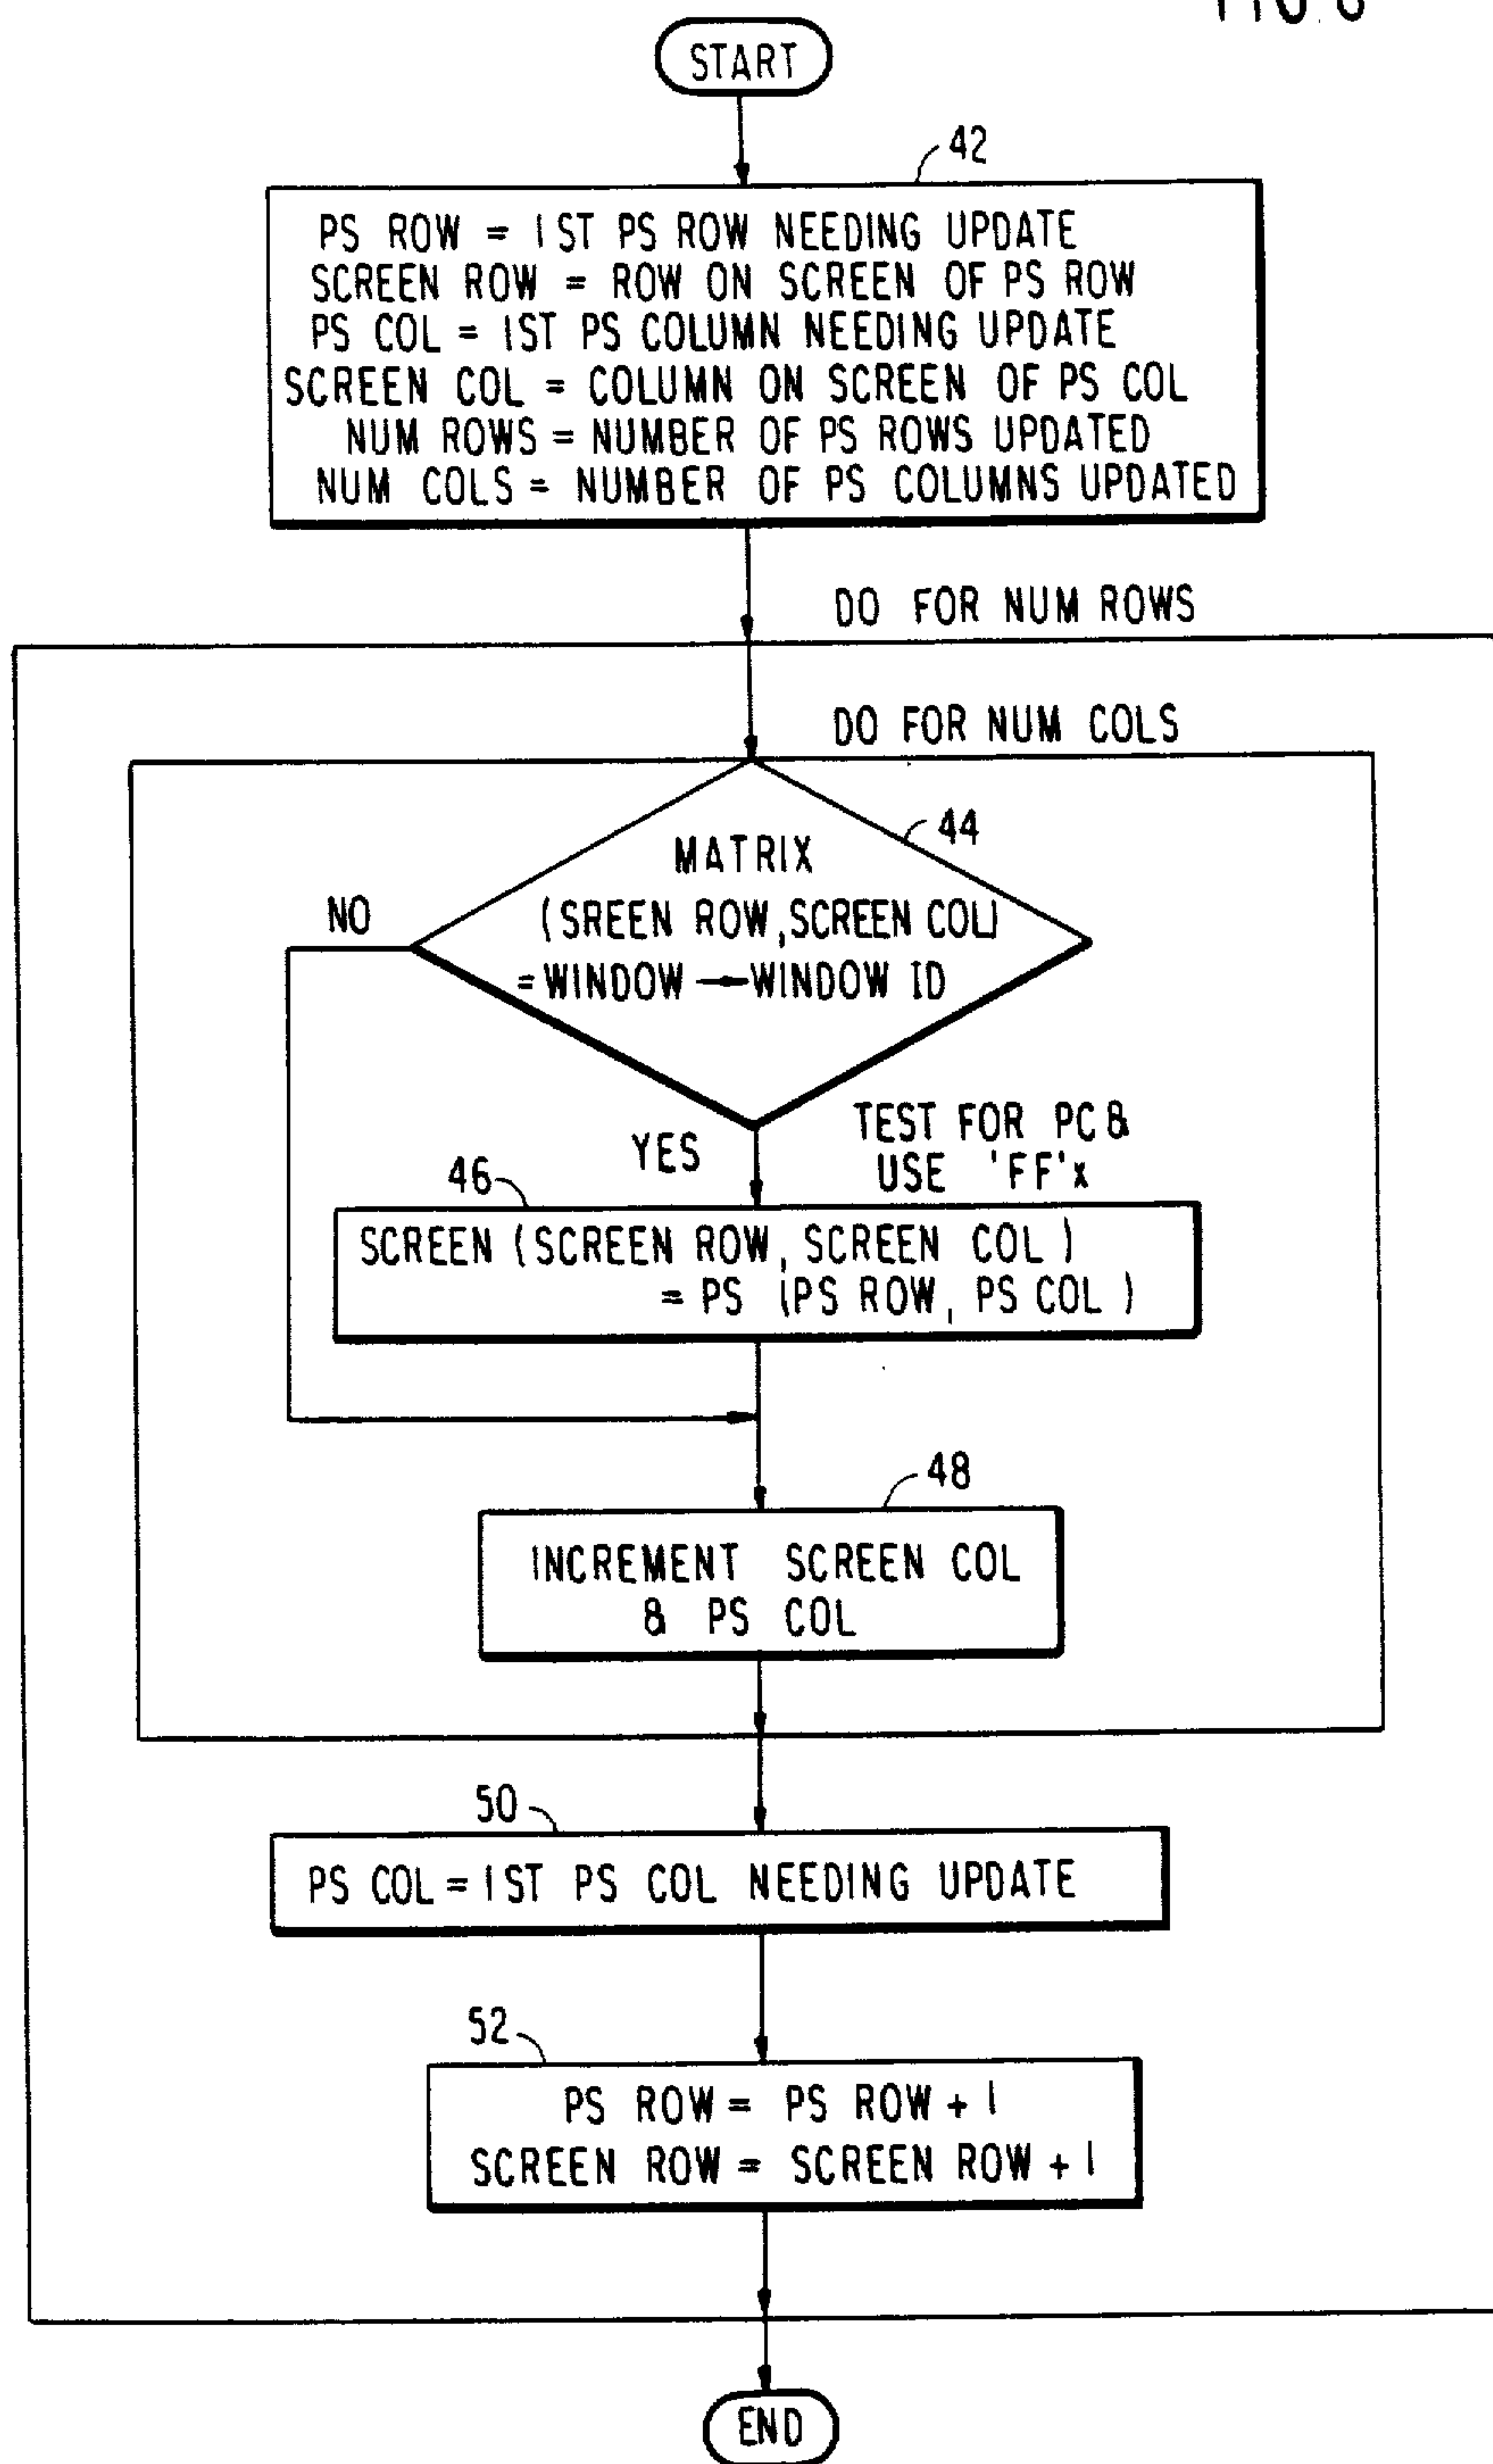 START
42
PS ROW = 1ST PS ROW NEEDING UPDATE
SCREEN ROW = ROW ON SCREEN OF PS ROW
PS COL = 1ST PS COLUMN NEEDING UPDATE
SCREEN COL = COLUMN ON SCREEN OF PS COL
NUM ROWS = NUMBER OF PS ROWS UPDATED
NUM COLS = NUMBER OF PS COLUMNS UPDATED
DO FOR NUM ROWS
DO FOR NUM COLS
44
MATRIX
(SREEN ROW, SCREEN COL)
= WINDOW → WINDOW ID
NO
YES
TEST FOR PC &
USE 'FF'x
46
SCREEN (SCREEN ROW, SCREEN COL)
= PS (PS ROW, PS COL)
48
INCREMENT SCREEN COL
& PS COL
50
PS COL = 1ST PS COL NEEDING UPDATE
52
PS ROW = PS ROW + 1
SCREEN ROW = SCREEN ROW + 1
END